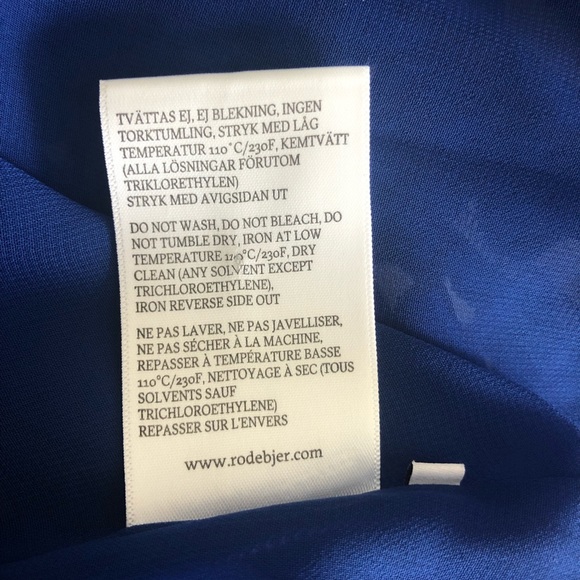 TVÄTTAS EJ, EJ BLEKNING, INGEN
TORKTUMLING, STRYK MED LÅG
TEMPERATUR 110°C/230F, KEMTVÄTT
(ALLA LÖSNINGAR FÖRUTOM
TRIKLORETHYLEN)
STRYK MED AVIGSIDAN UT
DO NOT WASH, DO NOT BLEACH, DO
NOT TUMBLE DRY, IRON AT LOW
TEMPERATURE 110°C/230F, DRY
CLEAN (ANY SOLVENT EXCEPT
TRICHLOROETHYLENE),
IRON REVERSE SIDE OUT
NE PAS LAVER, NE PAS JAVELLISER,
NE PAS SÉCHER À LA MACHINE,
REPASSER À TEMPÉRATURE BASSE
110°C/230F, NETTOYAGE À SEC (TOUS
SOLVENTS SAUF
TRICHLOROETHYLENE)
REPASSER SUR L'ENVERS
www.rodebjer.com